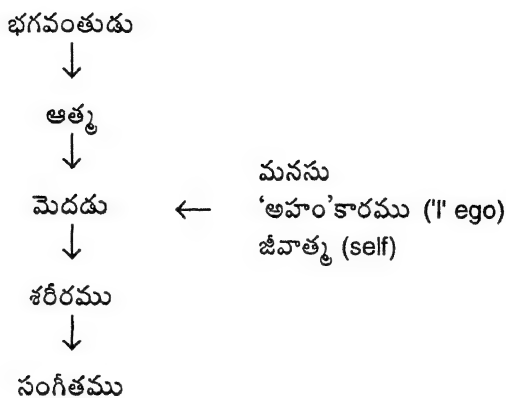 భగవంతుడు
ఆత్మ
మెదడు
మనసు
'అహం'కారము ('I' ego)
జీవాత్మ (self)
శరీరము
సంగీతము